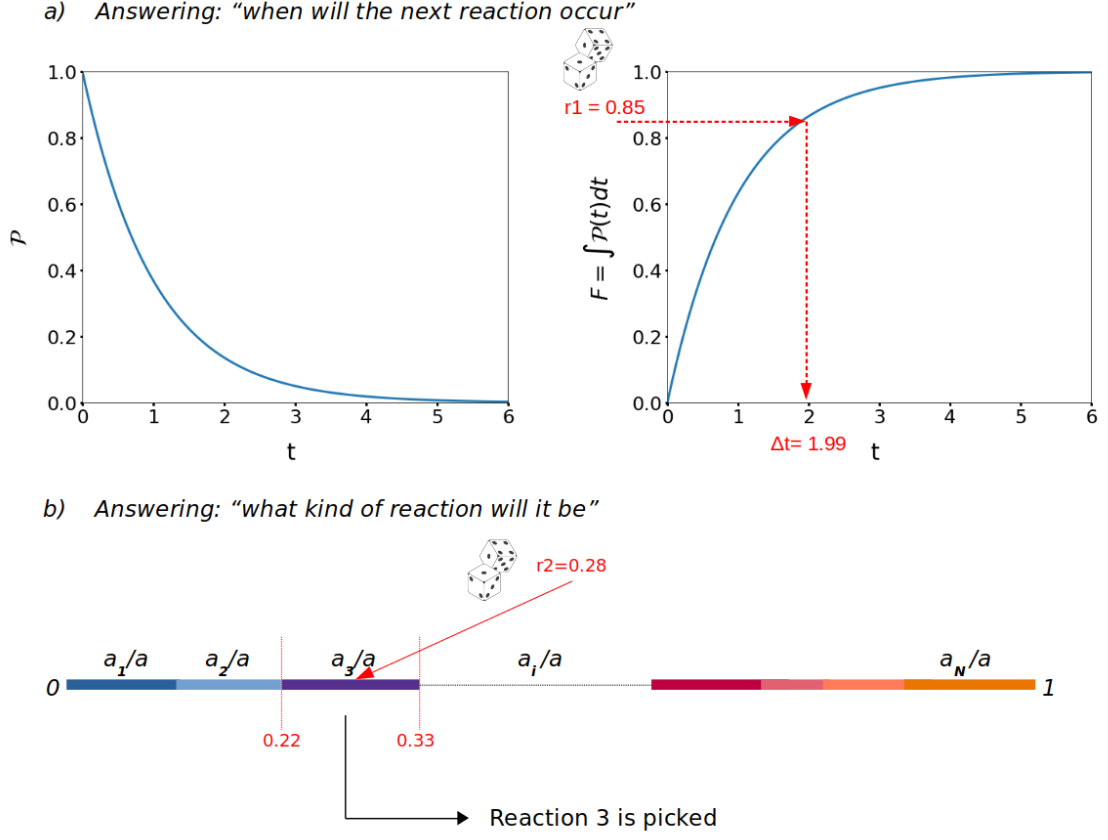 a) Answering: “when will the next reaction occur”
1.0
0.8
0.6
0.4
0.2
0.0
𝒫
0 1 2 3 4 5 6
t
r1 = 0.85
1.0
0.8
0.6
0.4
0.2
0.0
F = ∫ 𝒫(t)dt
0 1 2 3 4 5 6
Δt= 1.99 t
b) Answering: “what kind of reaction will it be”
r2=0.28
a₁/a a₂/a a₃/a aᵢ/a a_N/a
0 1
0.22 0.33
Reaction 3 is picked